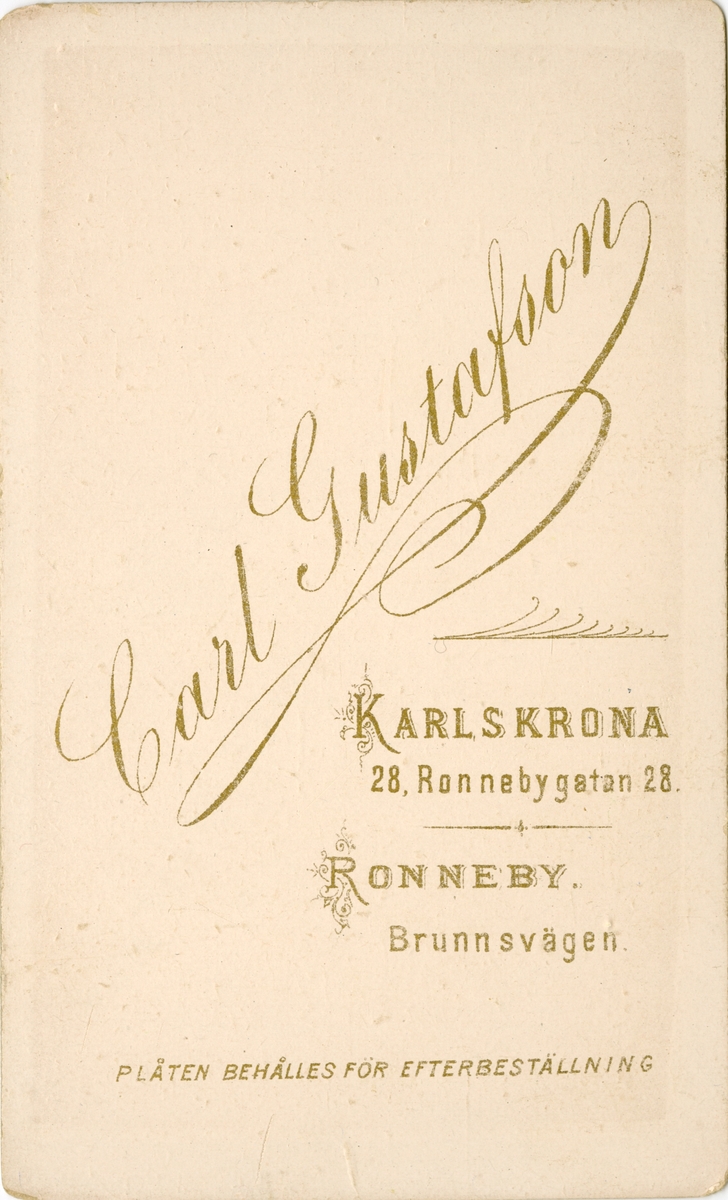 Carl Gustafson
KARLSKRONA
28, Ronnebygatan 28.
RONNEBY.
Brunnsvägen.
PLÅTEN BEHÅLLES FÖR EFTERBESTÄLLNING